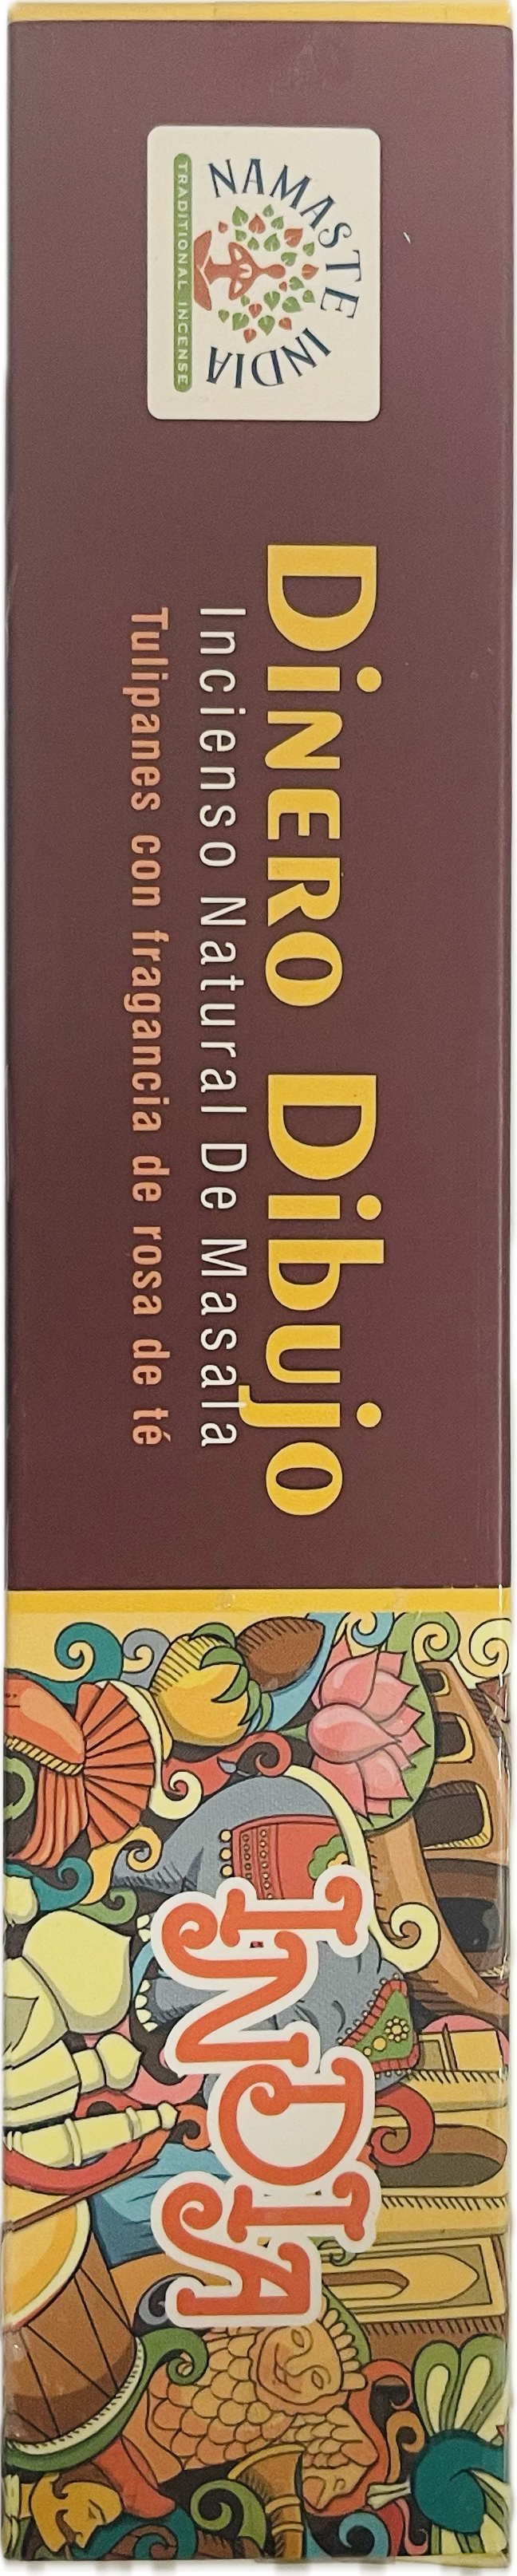 NAMASTE INDIA
TRADITIONAL INCENSE
DiNERO Dibujo
Incienso Natural De Masala
Tulipanes con fragancia de rosa de té
INDIA